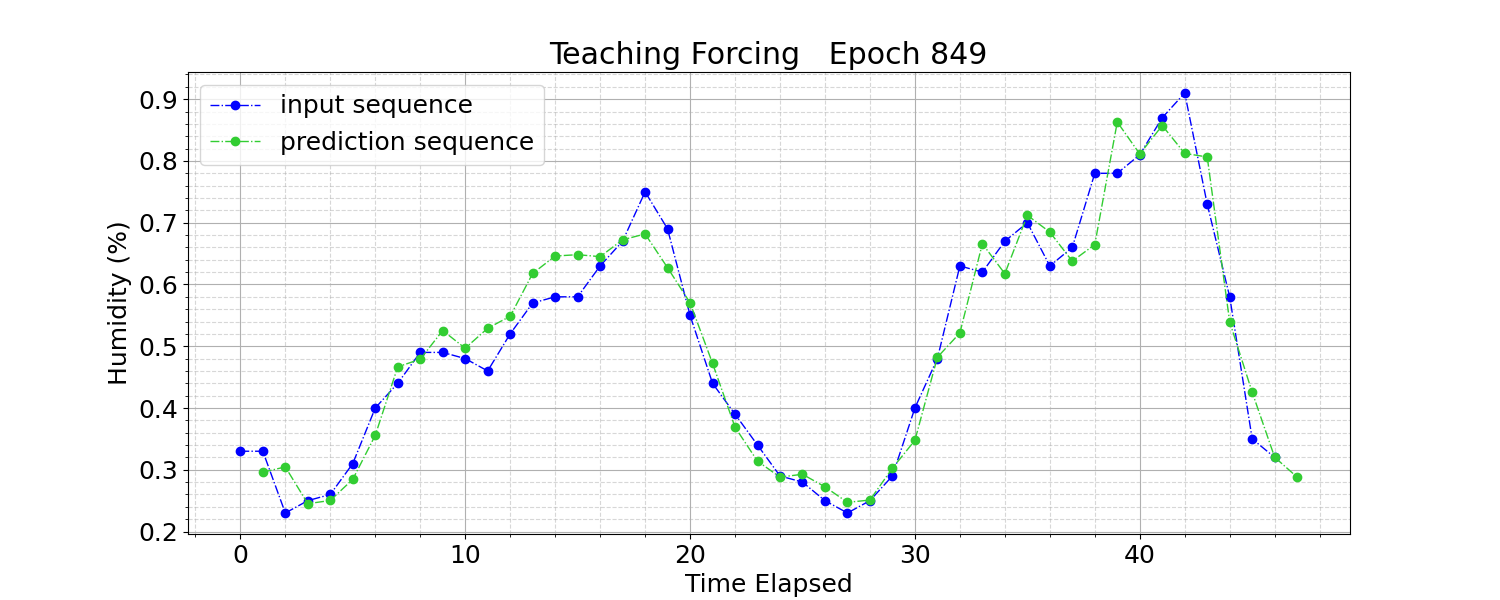 Teaching Forcing   Epoch 849
input sequence
prediction sequence
Humidity (%)
0.9
0.8
0.7
0.6
0.5
0.4
0.3
0.2
0 10 20 30 40
Time Elapsed